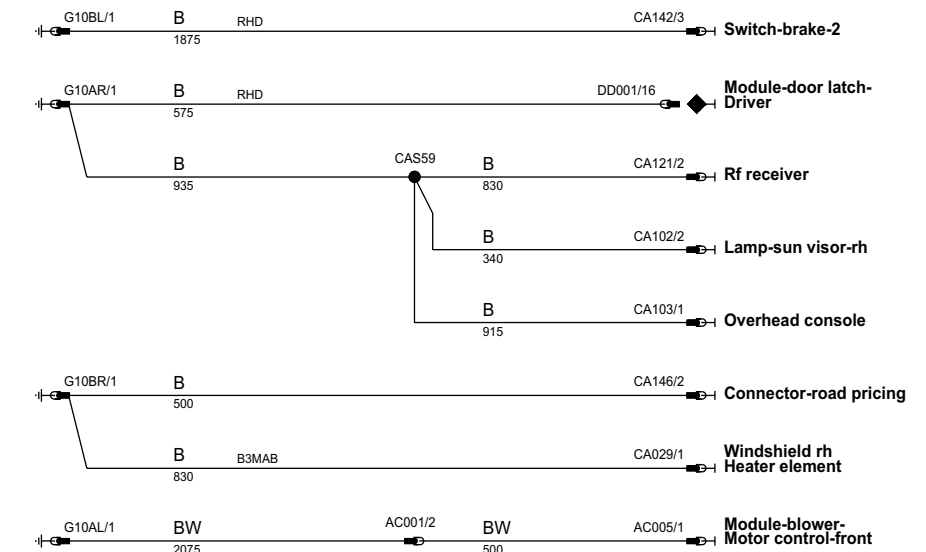 G10BL/1 B RHD CA142/3 Switch-brake-2
1875
G10AR/1 B RHD DD001/16 Module-door latch-
Driver
575
B CAS59 B CA121/2 Rf receiver
935 830
B CA102/2 Lamp-sun visor-rh
340
B CA103/1 Overhead console
915
G10BR/1 B CA146/2 Connector-road pricing
500
B B3MAB CA029/1 Windshield rh
Heater element
830
G10AL/1 BW AC001/2 BW AC005/1 Module-blower-
Motor control-front
2075 500